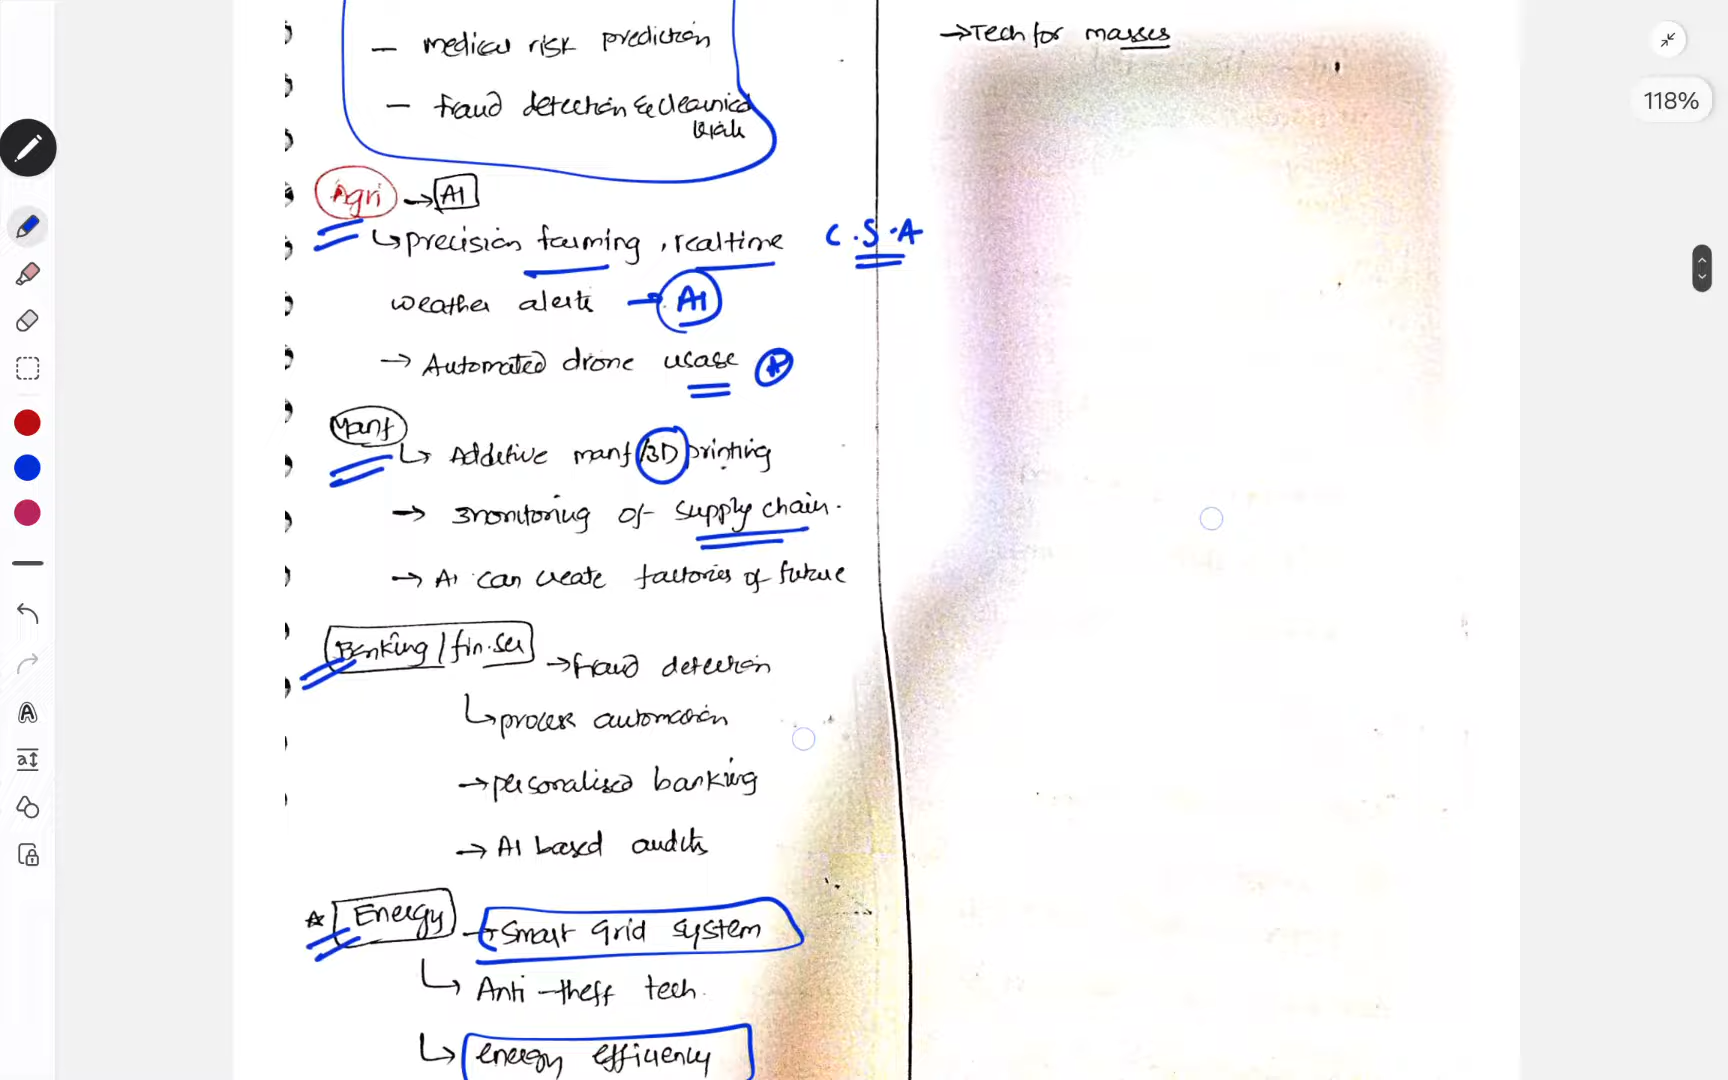 — medical risk prediction
— fraud detection &
Agri → AI
↳ precision farming, realtime C.S.A
weather alerts → AI
→ Automated drone usage
Manf
↳ Additive manf / 3D printing
→ monitoring of supply chain.
→ AI can create factories of future
Banking / fin. ser
→ fraud detection
↳ process automation
→ personalised banking
→ AI based audits
Energy → Smart Grid system
↳ Anti-theft tech.
↳ energy efficiency
→ Tech for masses
118%